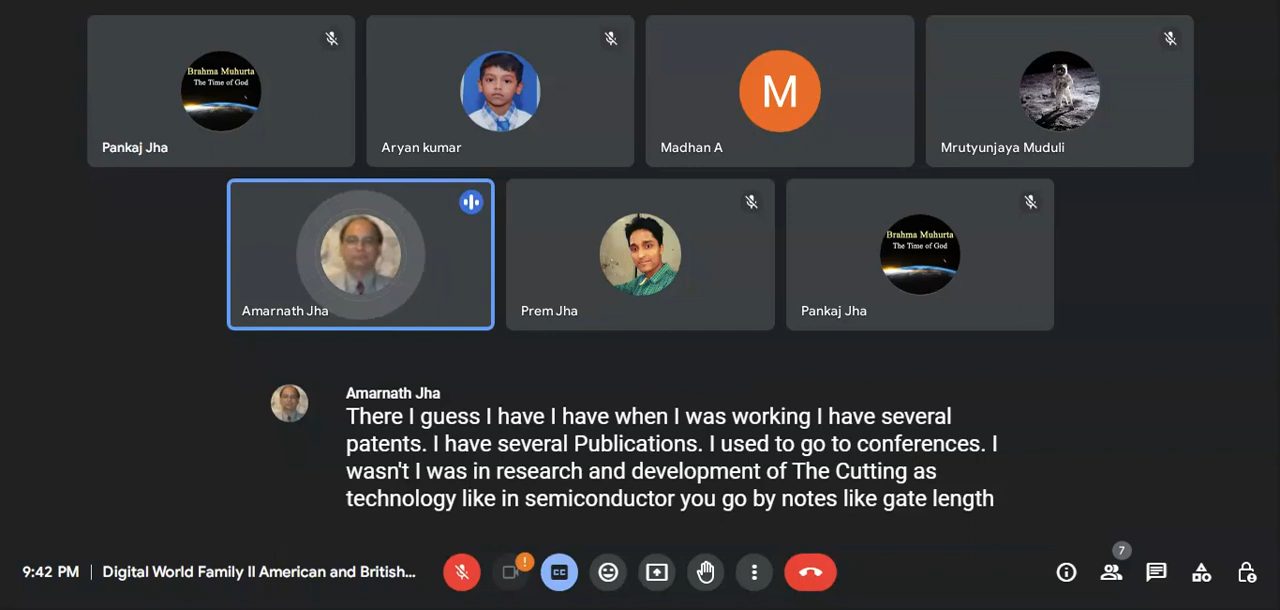 Brahma Muhurta
The Time of God
Pankaj Jha
Aryan kumar
M
Madhan A
Mrutyunjaya Muduli
Amarnath Jha
Prem Jha
Brahma Muhurta
The Time of God
Pankaj Jha
Amarnath Jha
There I guess I have I have when I was working I have several
patents. I have several Publications. I used to go to conferences. I
wasn't I was in research and development of The Cutting as
technology like in semiconductor you go by notes like gate length
9:42 PM | Digital World Family II American and British...
!
CC
7